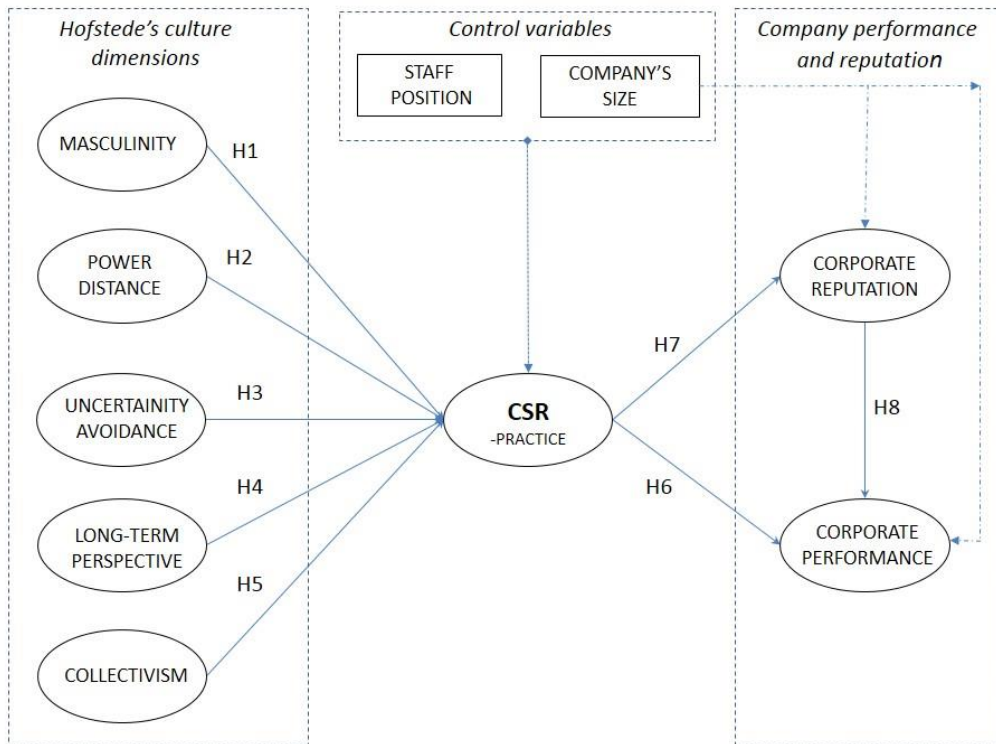 Hofstede's culture
dimensions
MASCULINITY
POWER
DISTANCE
UNCERTAINITY
AVOIDANCE
LONG-TERM
PERSPECTIVE
COLLECTIVISM
H1
H2
H3
H4
H5
Control variables
STAFF
POSITION
COMPANY'S
SIZE
CSR
-PRACTICE
H7
H6
Company performance
and reputation
CORPORATE
REPUTATION
H8
CORPORATE
PERFORMANCE